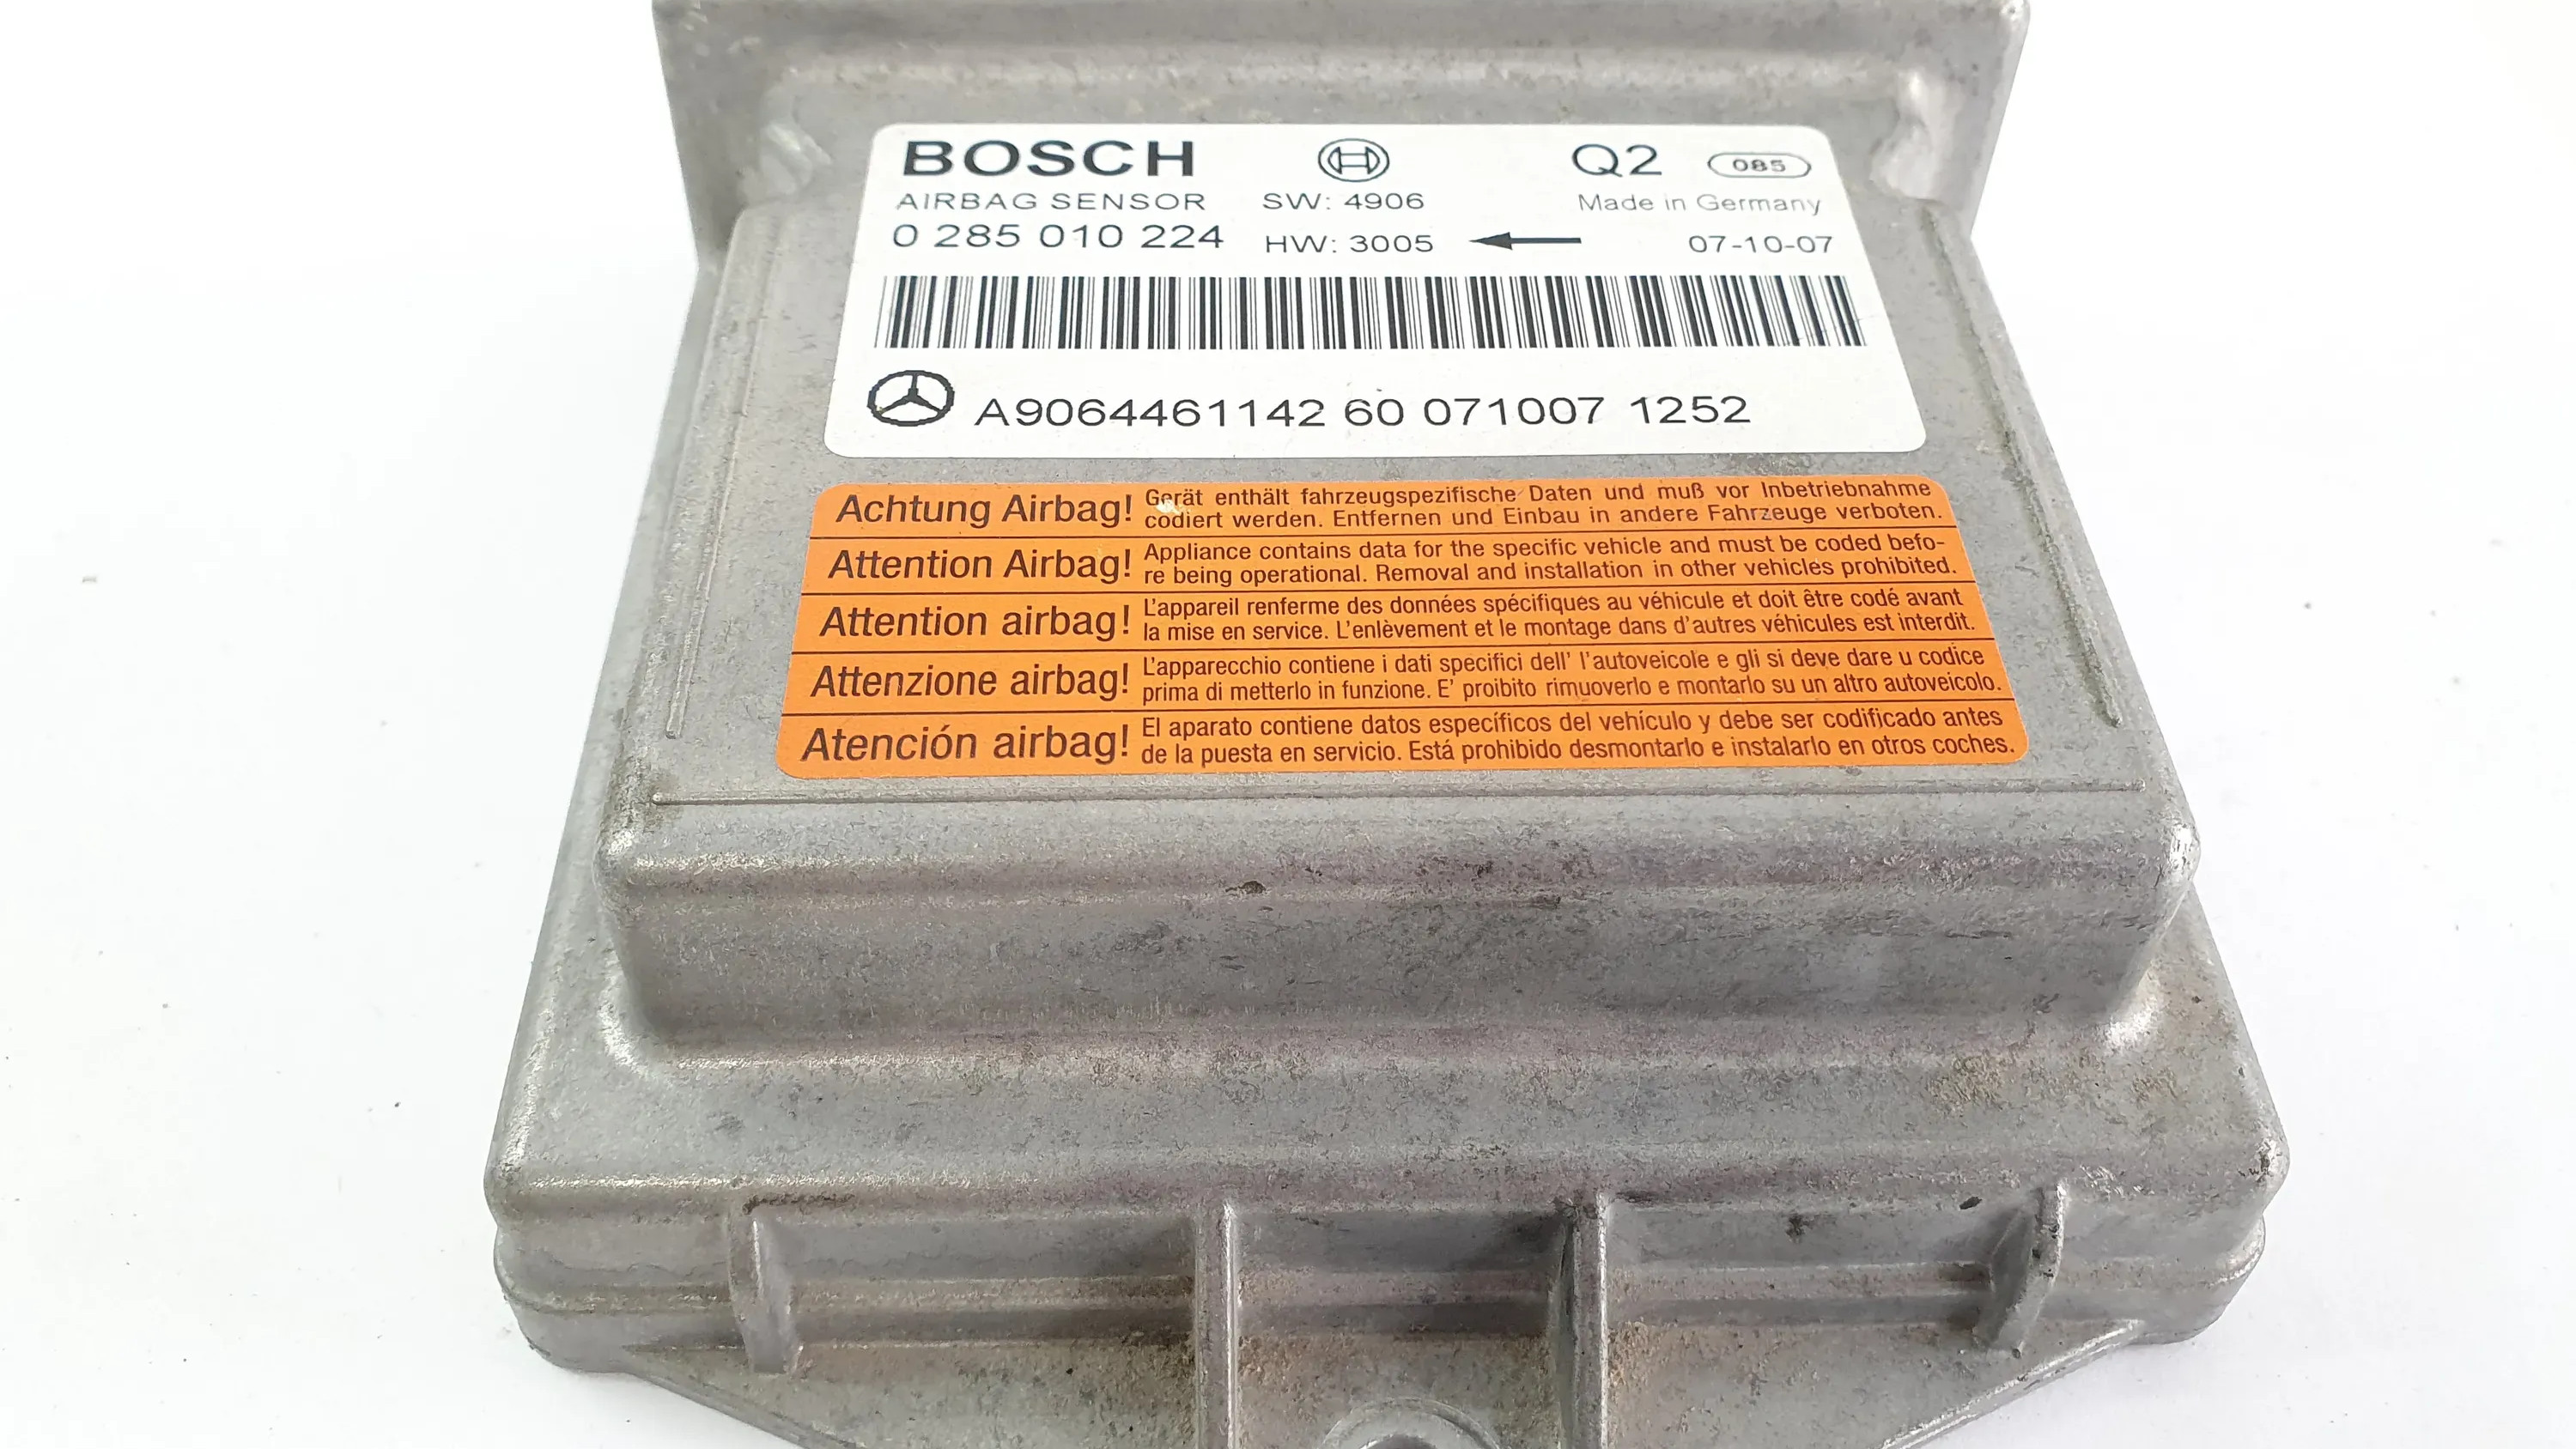 BOSCH Q2 085
AIRBAG SENSOR SW: 4906 Made in Germany
0 285 010 224 HW: 3005 07-10-07
A9064461142 60 071007 1252
Achtung Airbag! Gerät enthält fahrzeugspezifische Daten und muß vor Inbetriebnahme
codiert werden. Entfernen und Einbau in andere Fahrzeuge verboten.
Attention Airbag! Appliance contains data for the specific vehicle and must be coded befo-
re being operational. Removal and installation in other vehicles prohibited.
Attention airbag! L'appareil renferme des données spécifiques au véhicule et doit être codé avant
la mise en service. L'enlèvement et le montage dans d'autres véhicules est interdit.
Attenzione airbag! L'apparecchio contiene i dati specifici dell' l'autoveicole e gli si deve dare u codice
prima di metterlo in funzione. E' proibito rimuoverlo e montarlo su un altro autoveicolo.
Atención airbag! El aparato contiene datos específicos del vehículo y debe ser codificado antes
de la puesta en servicio. Está prohibido desmontarlo e instalarlo en otros coches.